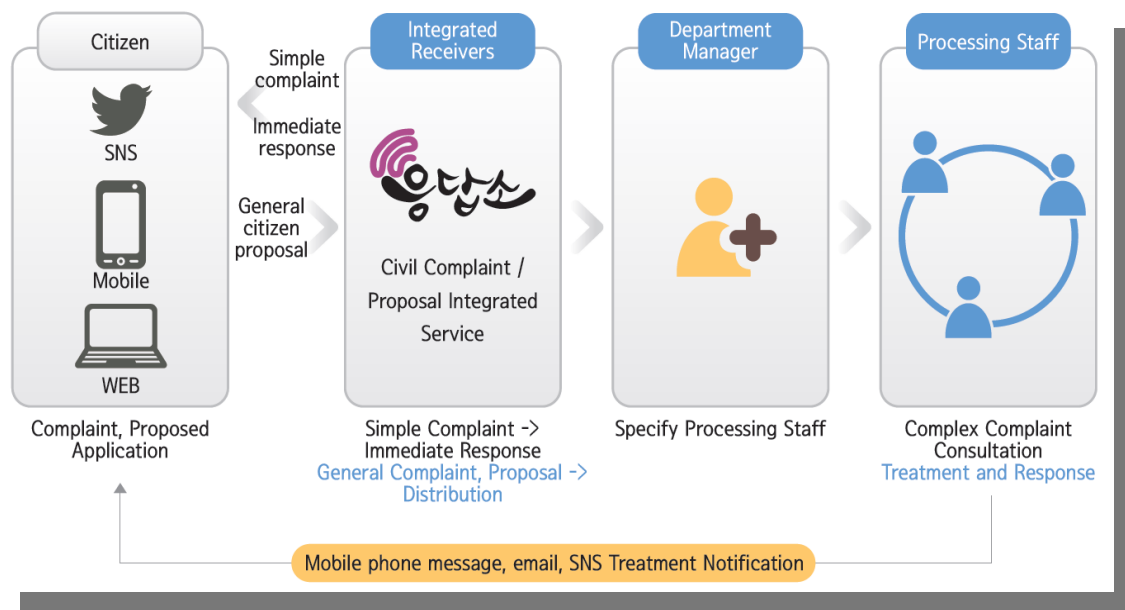 Citizen
SNS
Mobile
WEB
Complaint, Proposed
Application
Simple
complaint
Immediate
response
General
citizen
proposal
Integrated
Receivers
응답소
Civil Complaint /
Proposal Integrated
Service
Simple Complaint ->
Immediate Response
General Complaint, Proposal ->
Distribution
Department
Manager
Specify Processing Staff
Processing Staff
Complex Complaint
Consultation
Treatment and Response
Mobile phone message, email, SNS Treatment Notification